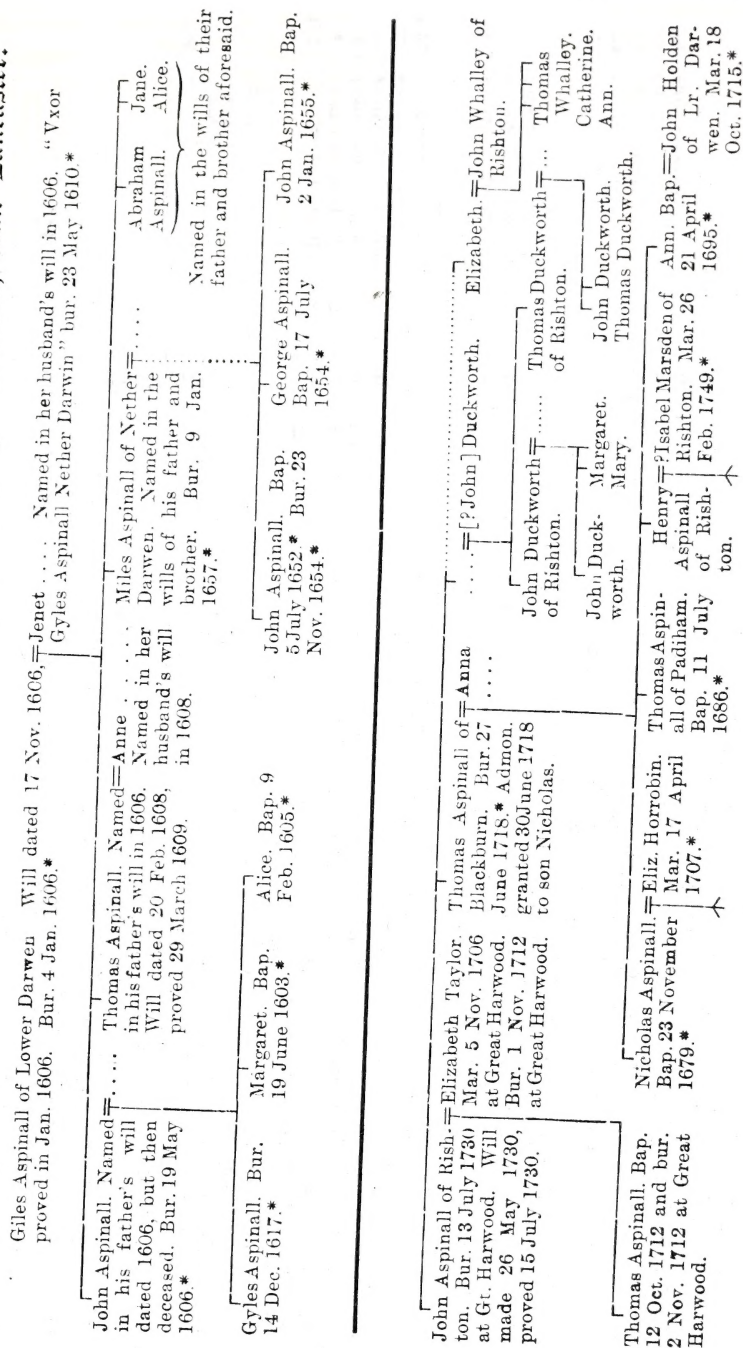 Giles Aspinall of Lower Darwen Will dated 17 Nov. 1606, ╤ Jenet .... Named in her husband's will in 1606. "Vxor
proved in Jan. 1606. Bur. 4 Jan. 1606.*
Gyles Aspinall Nether Darwin" bur. 23 May 1610.*
John Aspinall. Named ╤ .....
in his father's will
dated 1606, but then
deceased. Bur. 19 May
1606.*
Thomas Aspinall. Named ═ Anne .....
in his father's will in 1606.
Will dated 20 Feb. 1608,
proved 29 March 1609.
Named in her
husband's will
in 1608.
Miles Aspinall of Nether ╤ .....
Darwen. Named in the
wills of his father and
brother. Bur. 9 Jan.
1657.*
Abraham
Aspinall.
Jane.
Alice.
Named in the wills of their
father and brother aforesaid.
Gyles Aspinall. Bur.
14 Dec. 1617.*
Margaret. Bap.
19 June 1603.*
Alice. Bap. 9
Feb. 1605.*
John Aspinall. Bap.
5 July 1652.* Bur. 23
Nov. 1654.*
George Aspinall.
Bap. 17 July
1654.*
John Aspinall. Bap.
2 Jan. 1655.*
John Aspinall of Rish- ╤ Elizabeth Taylor.
ton. Bur. 13 July 1730
at Gt. Harwood. Will
made 26 May 1730,
proved 15 July 1730.
Mar. 5 Nov. 1706
at Great Harwood.
Bur. 1 Nov. 1712
at Great Harwood.
Thomas Aspinall of ╤ Anna
Blackburn. Bur. 27
June 1718.* Admon.
granted 30 June 1718
to son Nicholas.
....
.... ╤ [? John] Duckworth.
Elizabeth. ╤ John Whalley of
Rishton.
John Duckworth ╤ ......
of Rishton.
Thomas Duckworth ╤ ...
of Rishton.
Thomas
Whalley.
Catherine.
Ann.
John Duck-
worth.
Margaret.
Mary.
John Duckworth.
Thomas Duckworth.
Thomas Aspinall. Bap.
12 Oct. 1712 and bur.
2 Nov. 1712 at Great
Harwood.
Nicholas Aspinall. ╤ Eliz. Horrobin.
Bap. 23 November
1679.*
Mar. 17 April
1707.*
Thomas Aspin-
all of Padiham.
Bap. 11 July
1686.*
Henry ╤ ? Isabel Marsden of
Aspinall
of Rish-
ton.
Rishton. Mar. 26
Feb. 1749.*
Ann. Bap. ═ John Holden
21 April
1695.*
of Lr. Dar-
wen. Mar. 18
Oct. 1715.*